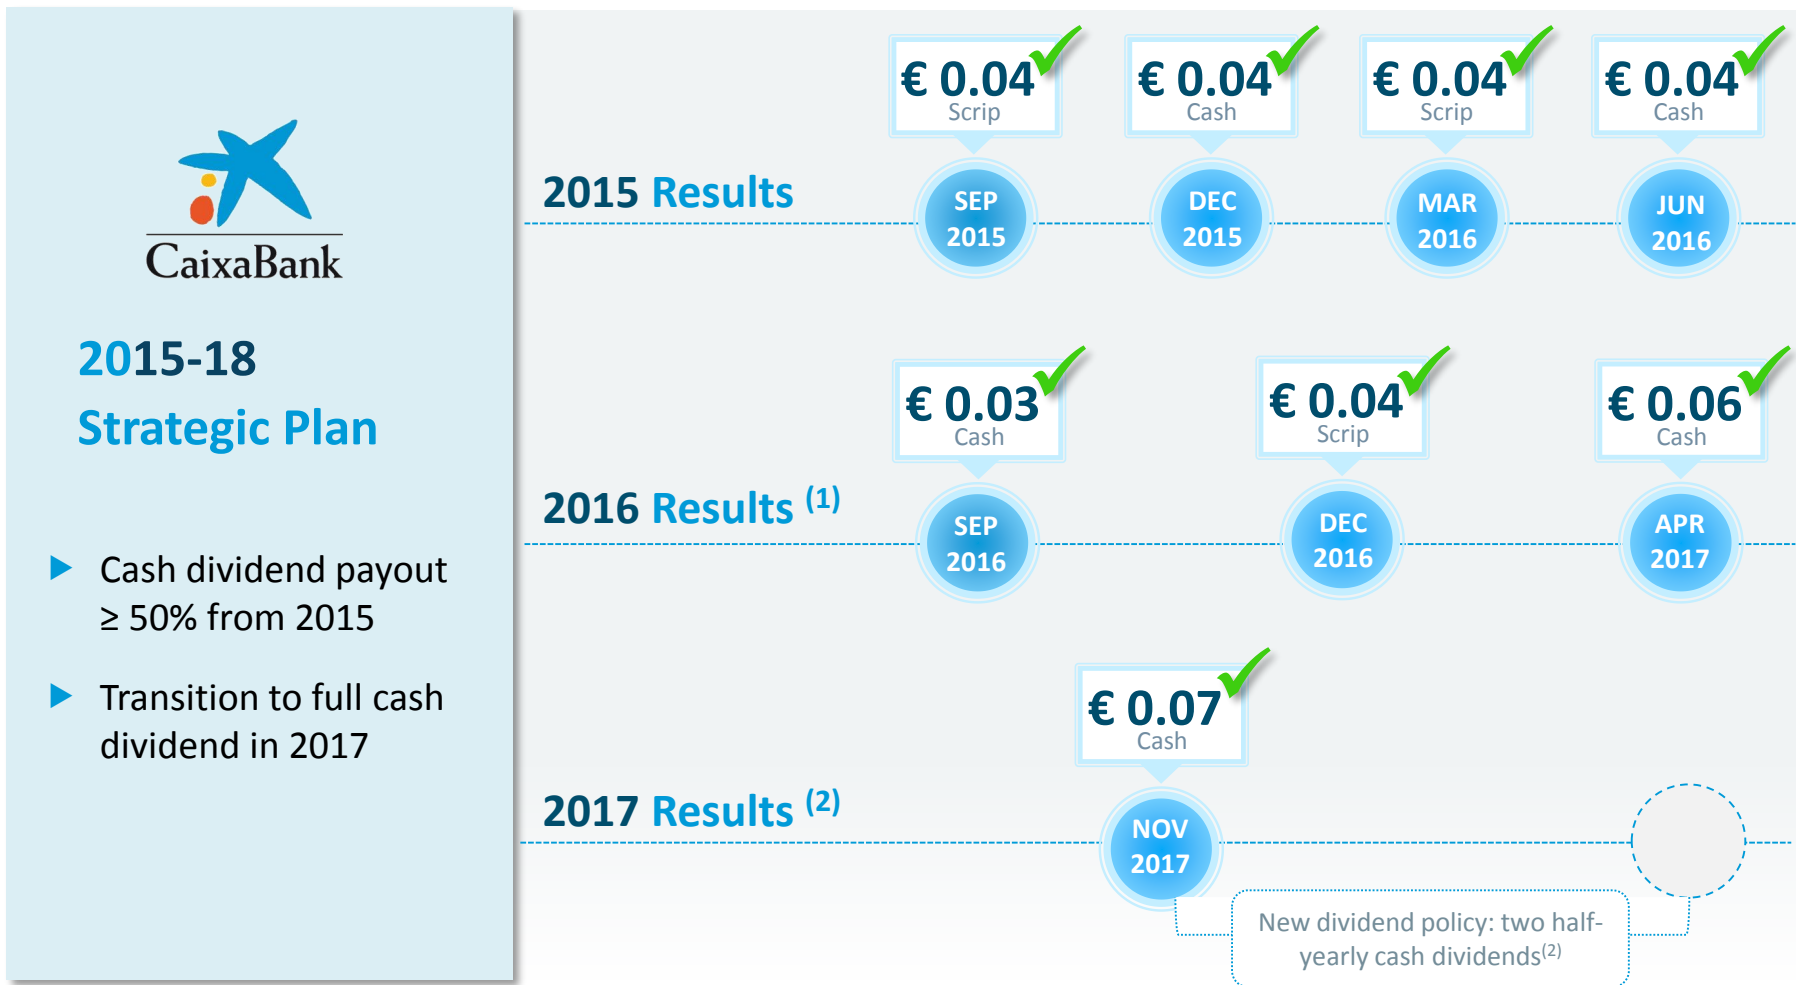 CaixaBank
2015-18
Strategic Plan
Cash dividend payout
≥ 50% from 2015
Transition to full cash
dividend in 2017
2015 Results
€ 0.04
Scrip
SEP
2015
€ 0.04
Cash
DEC
2015
€ 0.04
Scrip
MAR
2016
€ 0.04
Cash
JUN
2016
2016 Results (1)
€ 0.03
Cash
SEP
2016
€ 0.04
Scrip
DEC
2016
€ 0.06
Cash
APR
2017
2017 Results (2)
€ 0.07
Cash
NOV
2017
New dividend policy: two half-
yearly cash dividends(2)